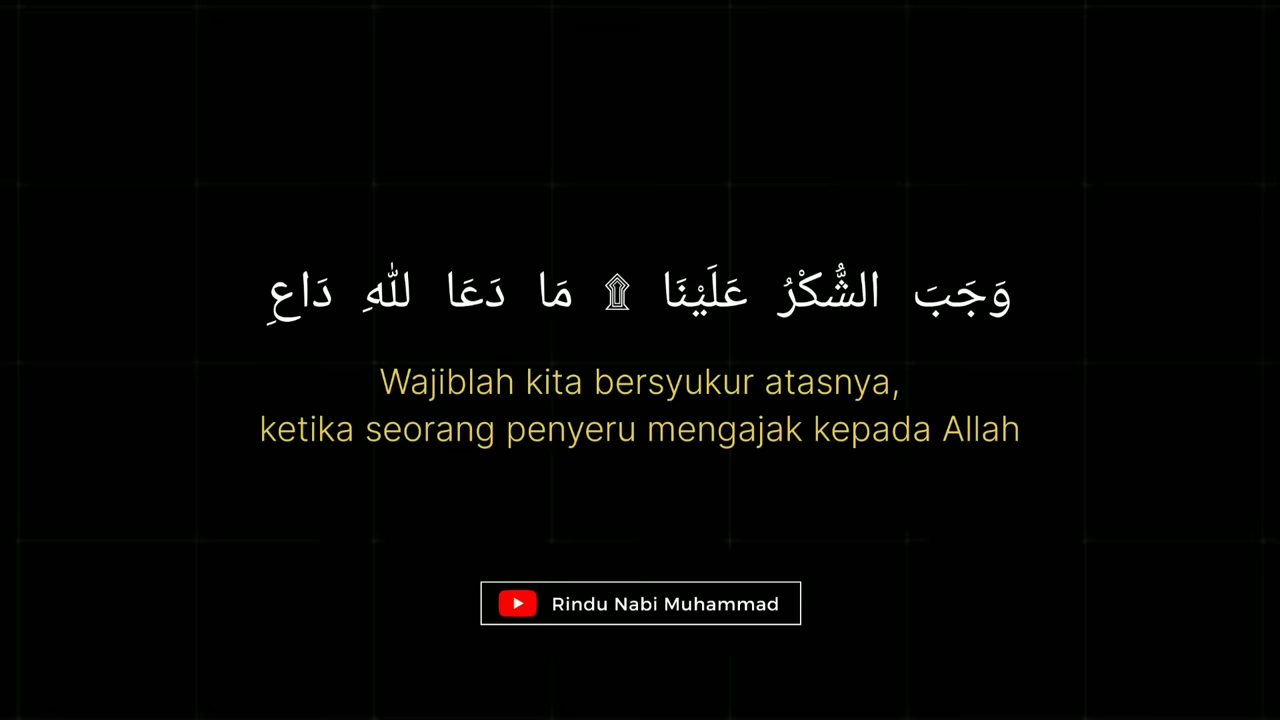 وَجَبَ الشُّكْرُ عَلَيْنَا ۩ مَا دَعَا لِلّٰهِ دَاعِ
Wajiblah kita bersyukur atasnya,
ketika seorang penyeru mengajak kepada Allah
Rindu Nabi Muhammad